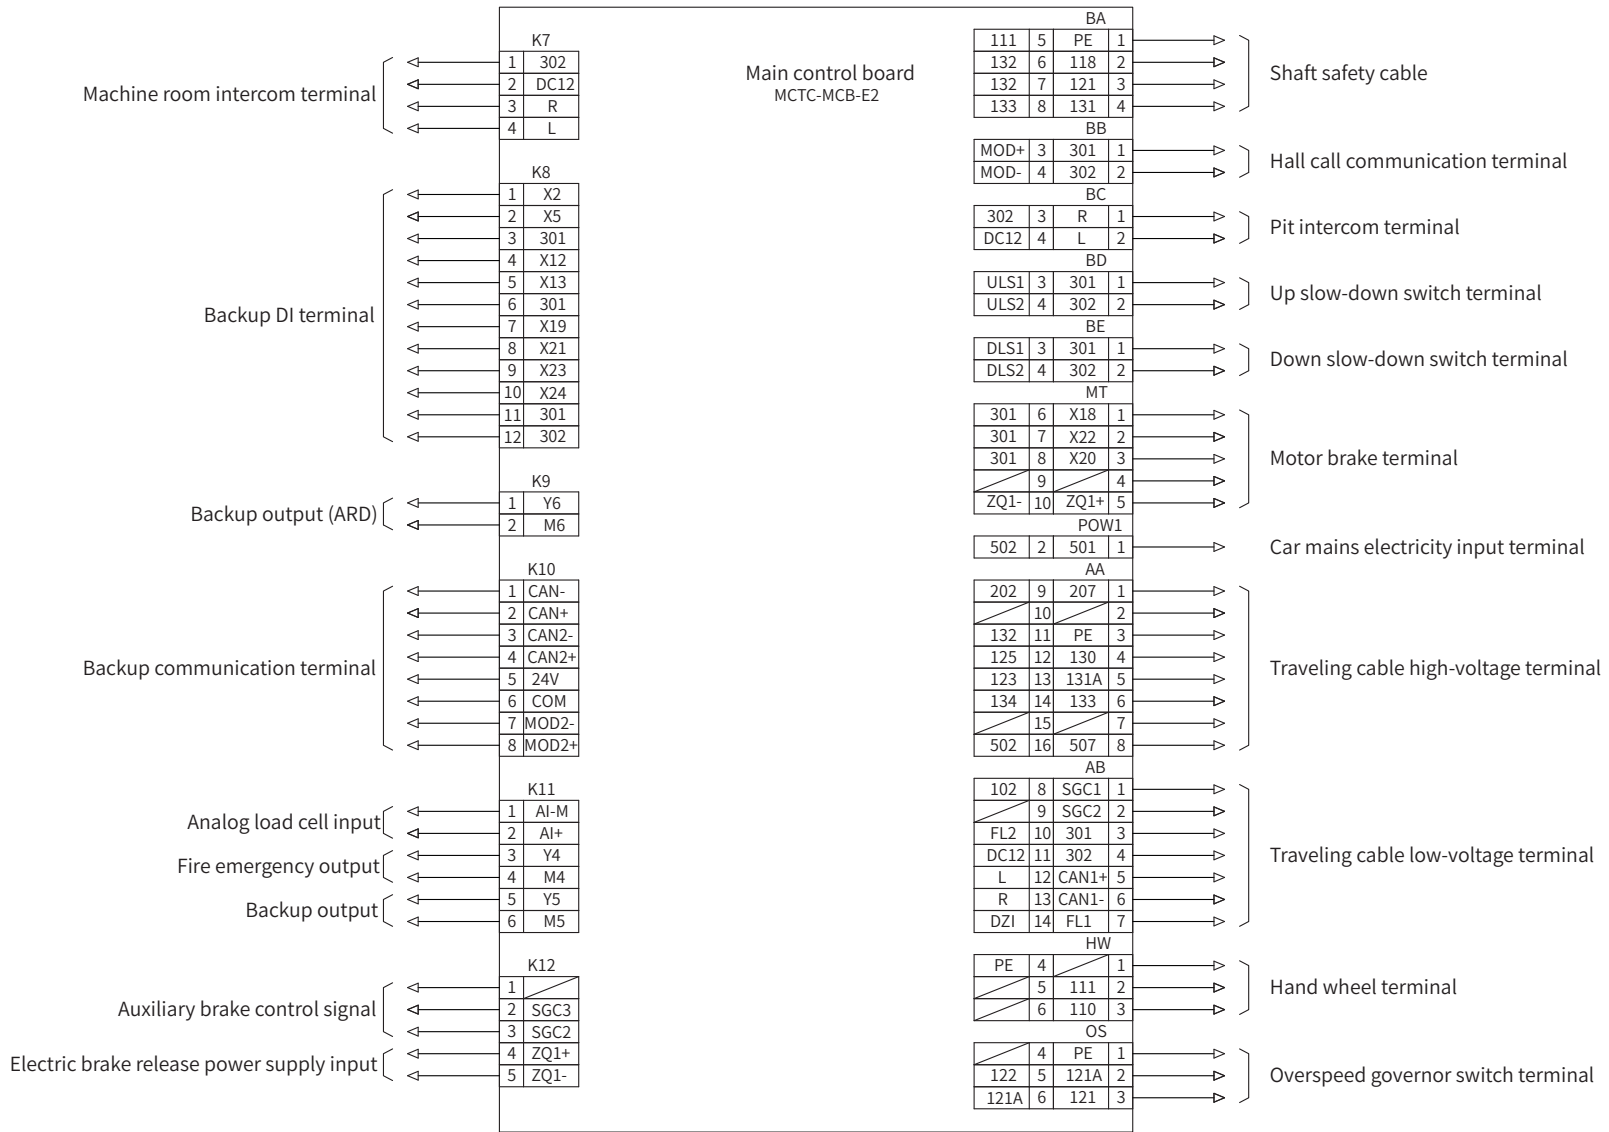 Main control board
MCTC-MCB-E2
K7
Machine room intercom terminal
1 302
2 DC12
3 R
4 L
K8
Backup DI terminal
1 X2
2 X5
3 301
4 X12
5 X13
6 301
7 X19
8 X21
9 X23
10 X24
11 301
12 302
K9
Backup output (ARD)
1 Y6
2 M6
K10
Backup communication terminal
1 CAN-
2 CAN+
3 CAN2-
4 CAN2+
5 24V
6 COM
7 MOD2-
8 MOD2+
K11
Analog load cell input
1 AI-M
2 AI+
Fire emergency output
3 Y4
4 M4
Backup output
5 Y5
6 M5
K12
Auxiliary brake control signal
1
2 SGC3
3 SGC2
Electric brake release power supply input
4 ZQ1+
5 ZQ1-
BA
111 5 PE 1
132 6 118 2
132 7 121 3
133 8 131 4
Shaft safety cable
BB
MOD+ 3 301 1
MOD- 4 302 2
Hall call communication terminal
BC
302 3 R 1
DC12 4 L 2
Pit intercom terminal
BD
ULS1 3 301 1
ULS2 4 302 2
Up slow-down switch terminal
BE
DLS1 3 301 1
DLS2 4 302 2
Down slow-down switch terminal
MT
301 6 X18 1
301 7 X22 2
301 8 X20 3
9 4
ZQ1- 10 ZQ1+ 5
Motor brake terminal
POW1
502 2 501 1
Car mains electricity input terminal
AA
202 9 207 1
10 2
132 11 PE 3
125 12 130 4
123 13 131A 5
134 14 133 6
15 7
502 16 507 8
Traveling cable high-voltage terminal
AB
102 8 SGC1 1
9 SGC2 2
FL2 10 301 3
DC12 11 302 4
L 12 CAN1+ 5
R 13 CAN1- 6
DZI 14 FL1 7
Traveling cable low-voltage terminal
HW
PE 4 1
5 111 2
6 110 3
Hand wheel terminal
OS
4 PE 1
122 5 121A 2
121A 6 121 3
Overspeed governor switch terminal